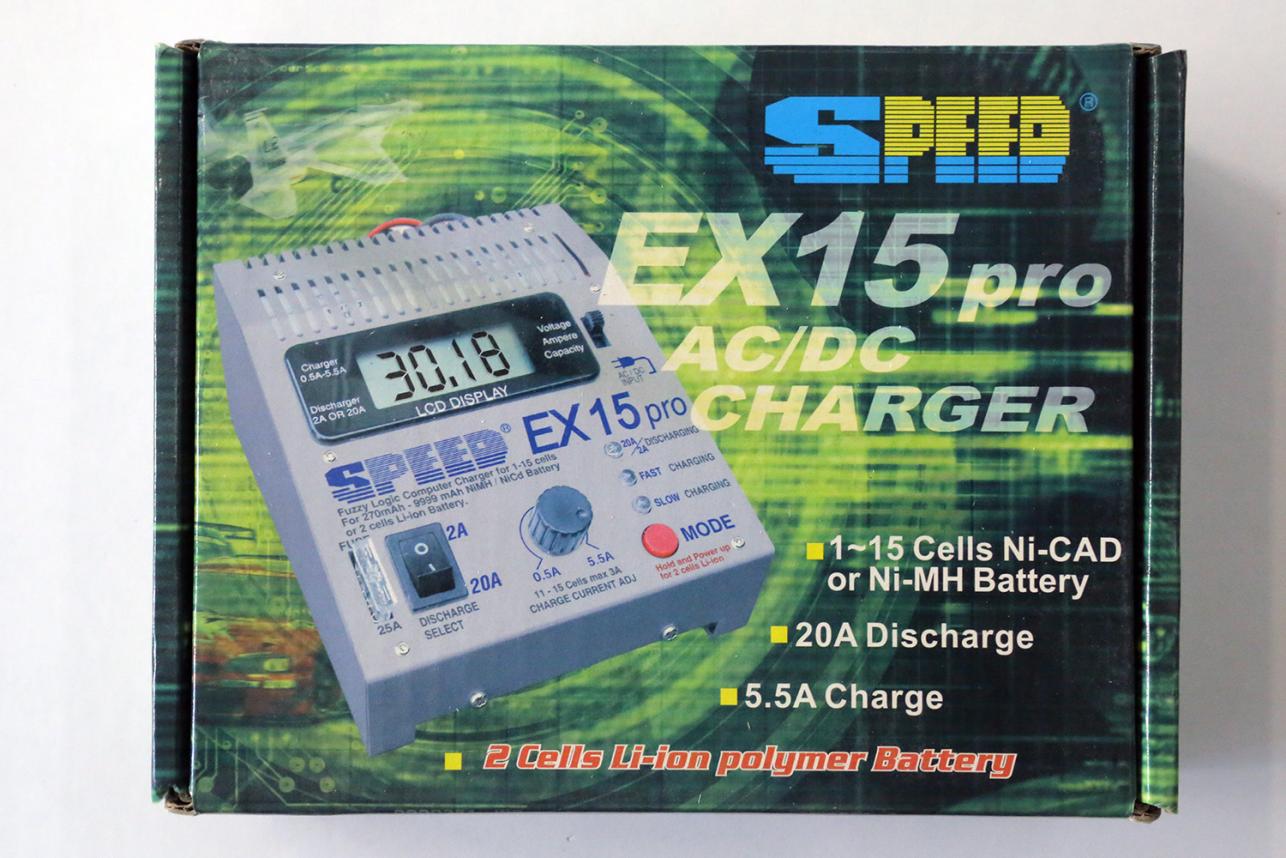 SPEED®
EX15 pro
AC/DC
CHARGER
Charger
0.5A-5.5A
Discharger
2A OR 20A
30.18
LCD DISPLAY
Voltage
Ampere
Capacity
AC / DC
INPUT
SPEED®
EX15 pro
Fuzzy Logic Computer Charger for 1-15 cells
For 270mAh - 9999 mAh NiMH / NiCd Battery
or 2 cells Li-ion Battery.
20A/2A DISCHARGING
FAST CHARGING
SLOW CHARGING
MODE
Hold and Power up
for 2 cells Li-ion
25A
2A
20A
DISCHARGE
SELECT
0.5A
5.5A
11 - 15 Cells max 3A
CHARGE CURRENT ADJ
1~15 Cells Ni-CAD
or Ni-MH Battery
20A Discharge
5.5A Charge
2 Cells Li-ion polymer Battery